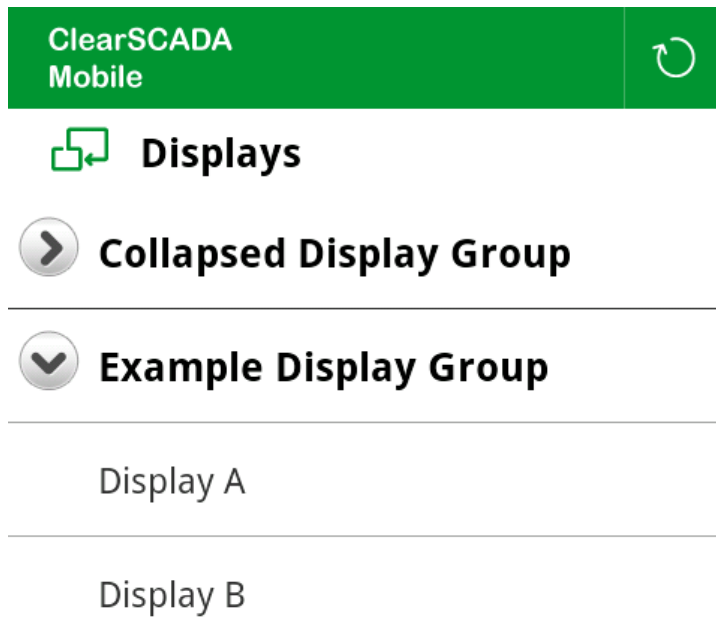 ClearSCADA
Mobile
Displays
Collapsed Display Group
Example Display Group
Display A
Display B